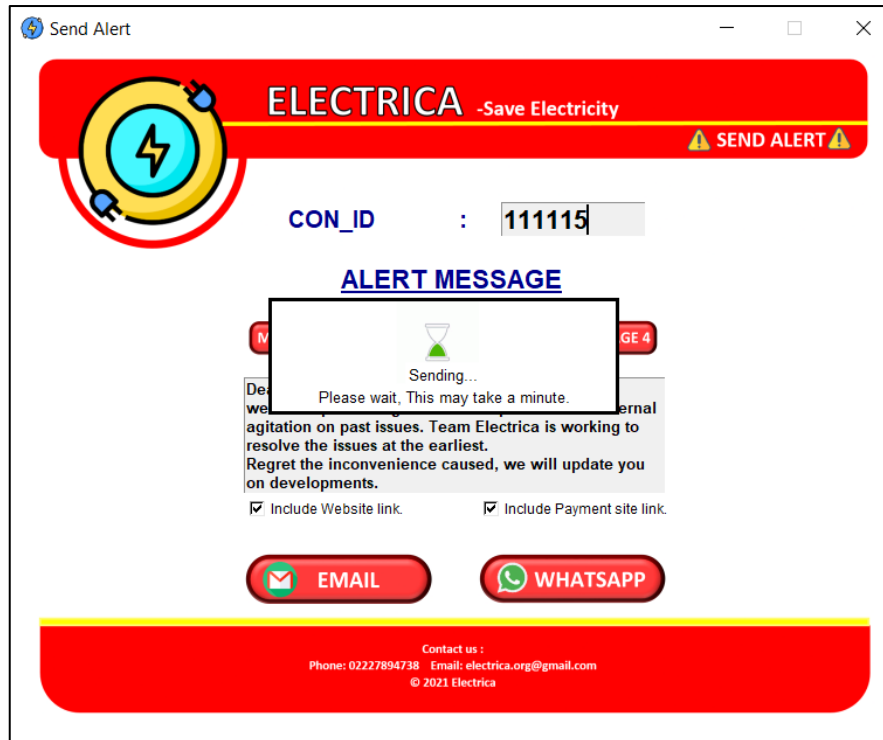 Send Alert
ELECTRICA -Save Electricity
SEND ALERT
CON_ID : 111115
ALERT MESSAGE
GE 4
Sending...
Please wait, This may take a minute.
agitation on past issues. Team Electrica is working to
resolve the issues at the earliest.
Regret the inconvenience caused, we will update you
on developments.
Include Website link. Include Payment site link.
EMAIL WHATSAPP
Contact us :
Phone: 02227894738 Email: electrica.org@gmail.com
© 2021 Electrica